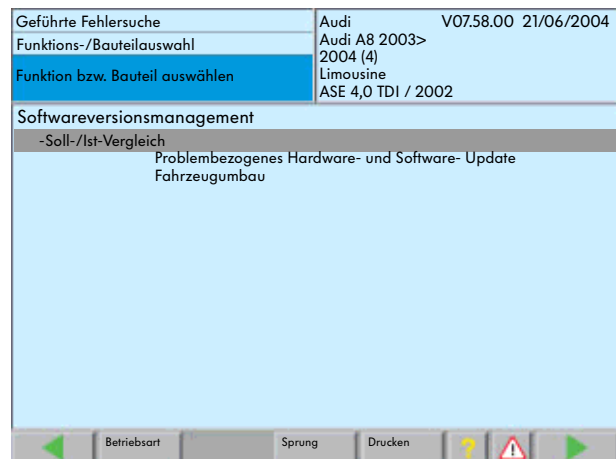 Geführte Fehlersuche
Funktions-/Bauteilauswahl
Funktion bzw. Bauteil auswählen
Audi V07.58.00 21/06/2004
Audi A8 2003>
2004 (4)
Limousine
ASE 4,0 TDI / 2002
Softwareversionsmanagement
-Soll-/Ist-Vergleich
Problembezogenes Hardware- und Software- Update
Fahrzeugumbau
Betriebsart Sprung Drucken ? !